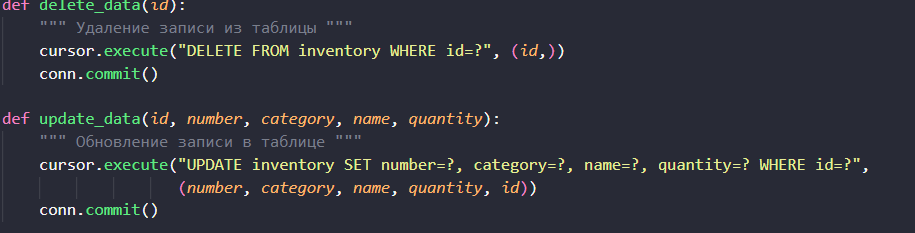 def delete_data(id):
""" Удаление записи из таблицы """
cursor.execute("DELETE FROM inventory WHERE id=?", (id,))
conn.commit()
def update_data(id, number, category, name, quantity):
""" Обновление записи в таблице """
cursor.execute("UPDATE inventory SET number=?, category=?, name=?, quantity=? WHERE id=?",
(number, category, name, quantity, id))
conn.commit()